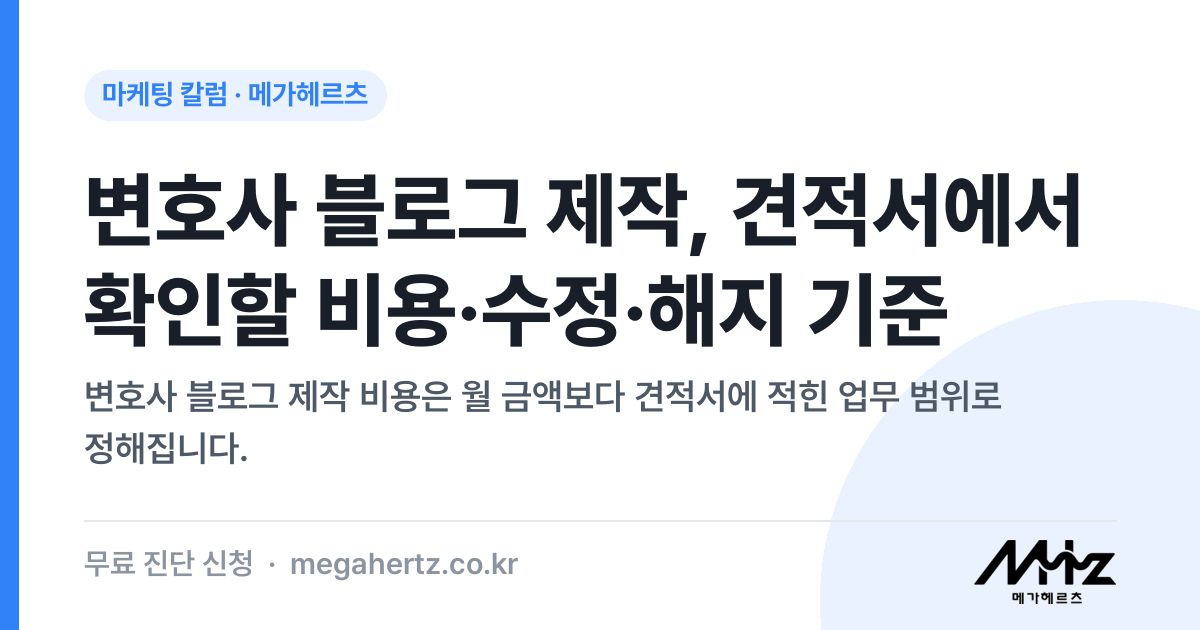 마케팅 칼럼 · 메가헤르츠
변호사 블로그 제작, 견적서에서
확인할 비용·수정·해지 기준
변호사 블로그 제작 비용은 월 금액보다 견적서에 적힌 업무 범위로
정해집니다.
무료 진단 신청 · megahertz.co.kr
MHz
메가헤르츠